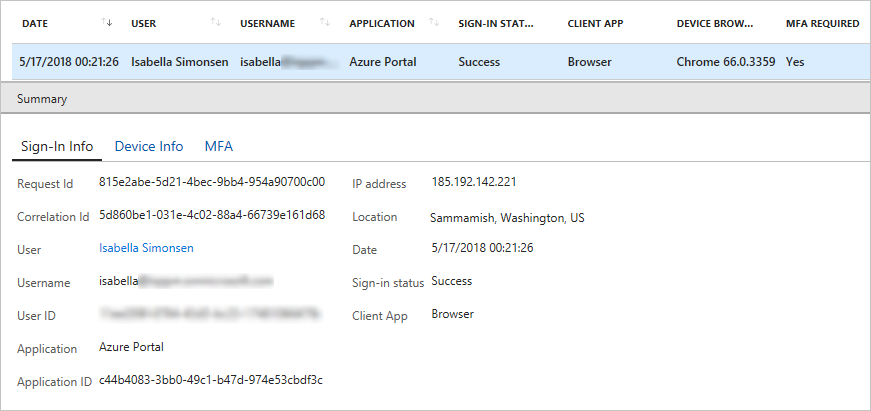 DATE USER USERNAME APPLICATION SIGN-IN STAT... CLIENT APP DEVICE BROW... MFA REQUIRED
5/17/2018 00:21:26 Isabella Simonsen isabella Azure Portal Success Browser Chrome 66.0.3359 Yes
Summary
Sign-In Info Device Info MFA
Request Id 815e2abe-5d21-4bec-9bb4-954a90700c00 IP address 185.192.142.221
Correlation Id 5d860be1-031e-4c02-88a4-66739e161d68 Location Sammamish, Washington, US
User Isabella Simonsen Date 5/17/2018 00:21:26
Username isabella Sign-in status Success
User ID Client App Browser
Application Azure Portal
Application ID c44b4083-3bb0-49c1-b47d-974e53cbdf3c